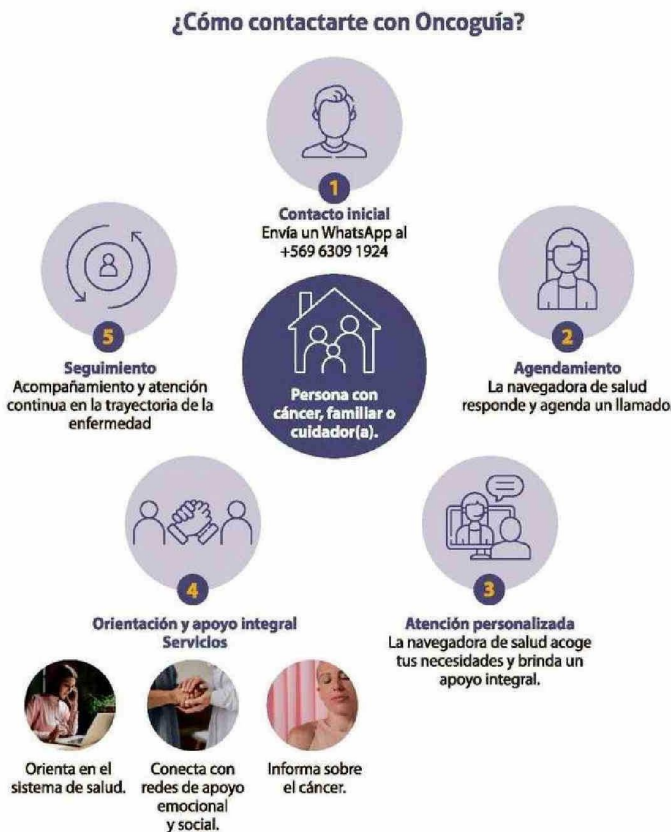 ¿Cómo contactarte con Oncoguía?
1
Contacto inicial
Envía un WhatsApp al
+569 6309 1924
2
Agendamiento
La navegadora de salud
responde y agenda un llamado
3
Atención personalizada
La navegadora de salud acoge
tus necesidades y brinda un
apoyo integral.
4
Orientación y apoyo integral
Servicios
Orienta en el
sistema de salud.
Conecta con
redes de apoyo
emocional
y social.
Informa sobre
el cáncer.
5
Seguimiento
Acompañamiento y atención
continua en la trayectoria de la
enfermedad
Persona con
cáncer, familiar o
cuidador(a).